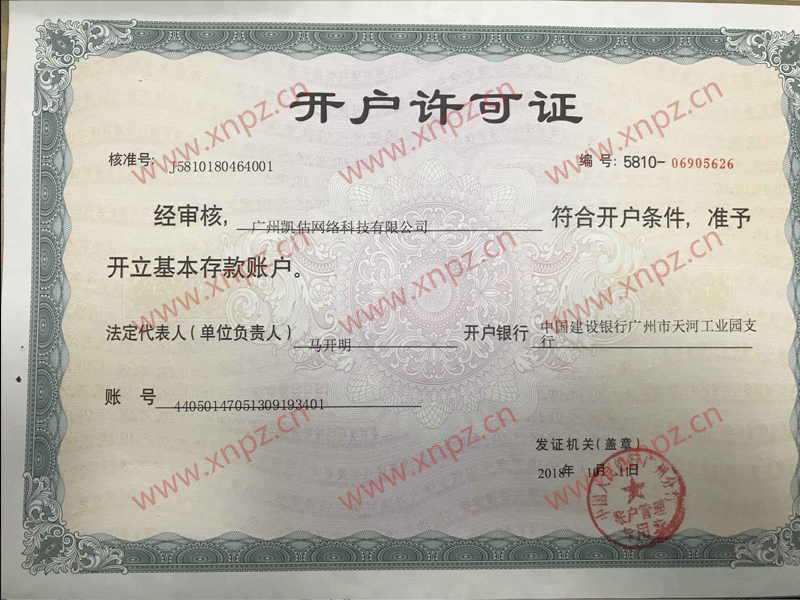 开户许可证
核准号: J5810180464001 编 号: 5810-06905626
经审核, 广州凯估网络科技有限公司 符合开户条件, 准予
开立基本存款账户。
法定代表人(单位负责人) 马开明 开户银行 中国建设银行广州市天河工业园支行
账 号 44050147051309193401
发证机关(盖章)
2018年 10月 11日
中国人民银行广州分行
账户管理
专用章
www.xnpz.cn
www.xnpz.cn
www.xnpz.cn
www.xnpz.cn
www.xnpz.cn
www.xnpz.cn
www.xnpz.cn
www.xnpz.cn
www.xnpz.cn